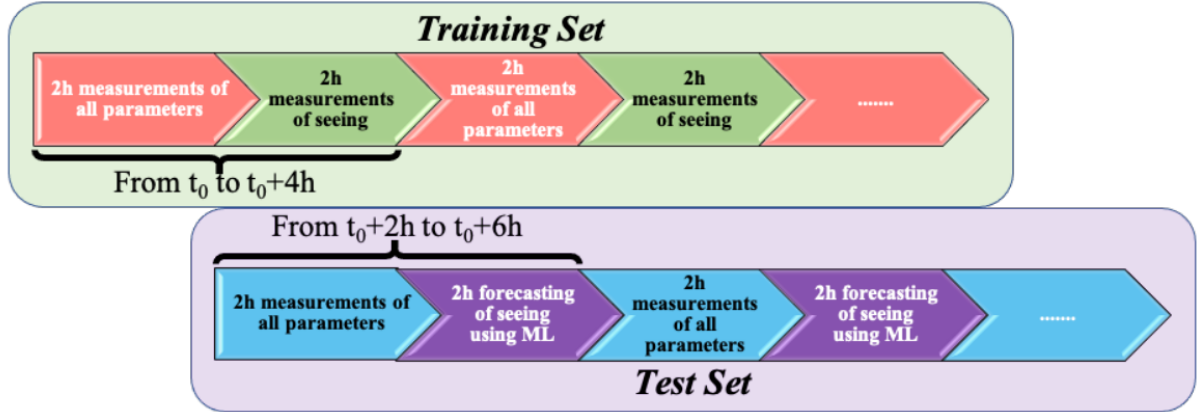 Training Set
2h measurements of
all parameters
2h
measurements
of seeing
2h
measurements
of all
parameters
2h
measurements
of seeing
.......
From t₀ to t₀+4h
From t₀+2h to t₀+6h
2h measurements of
all parameters
2h forecasting
of seeing
using ML
2h
measurements
of all
parameters
2h forecasting
of seeing
using ML
.......
Test Set